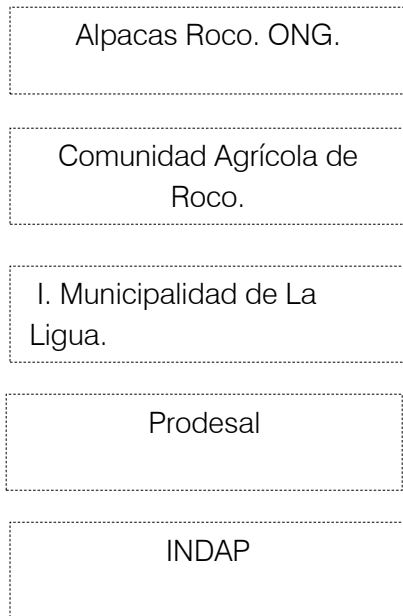 Alpacas Roco. ONG.
Comunidad Agrícola de
Roco.
I. Municipalidad de La
Ligua.
Prodesal
INDAP